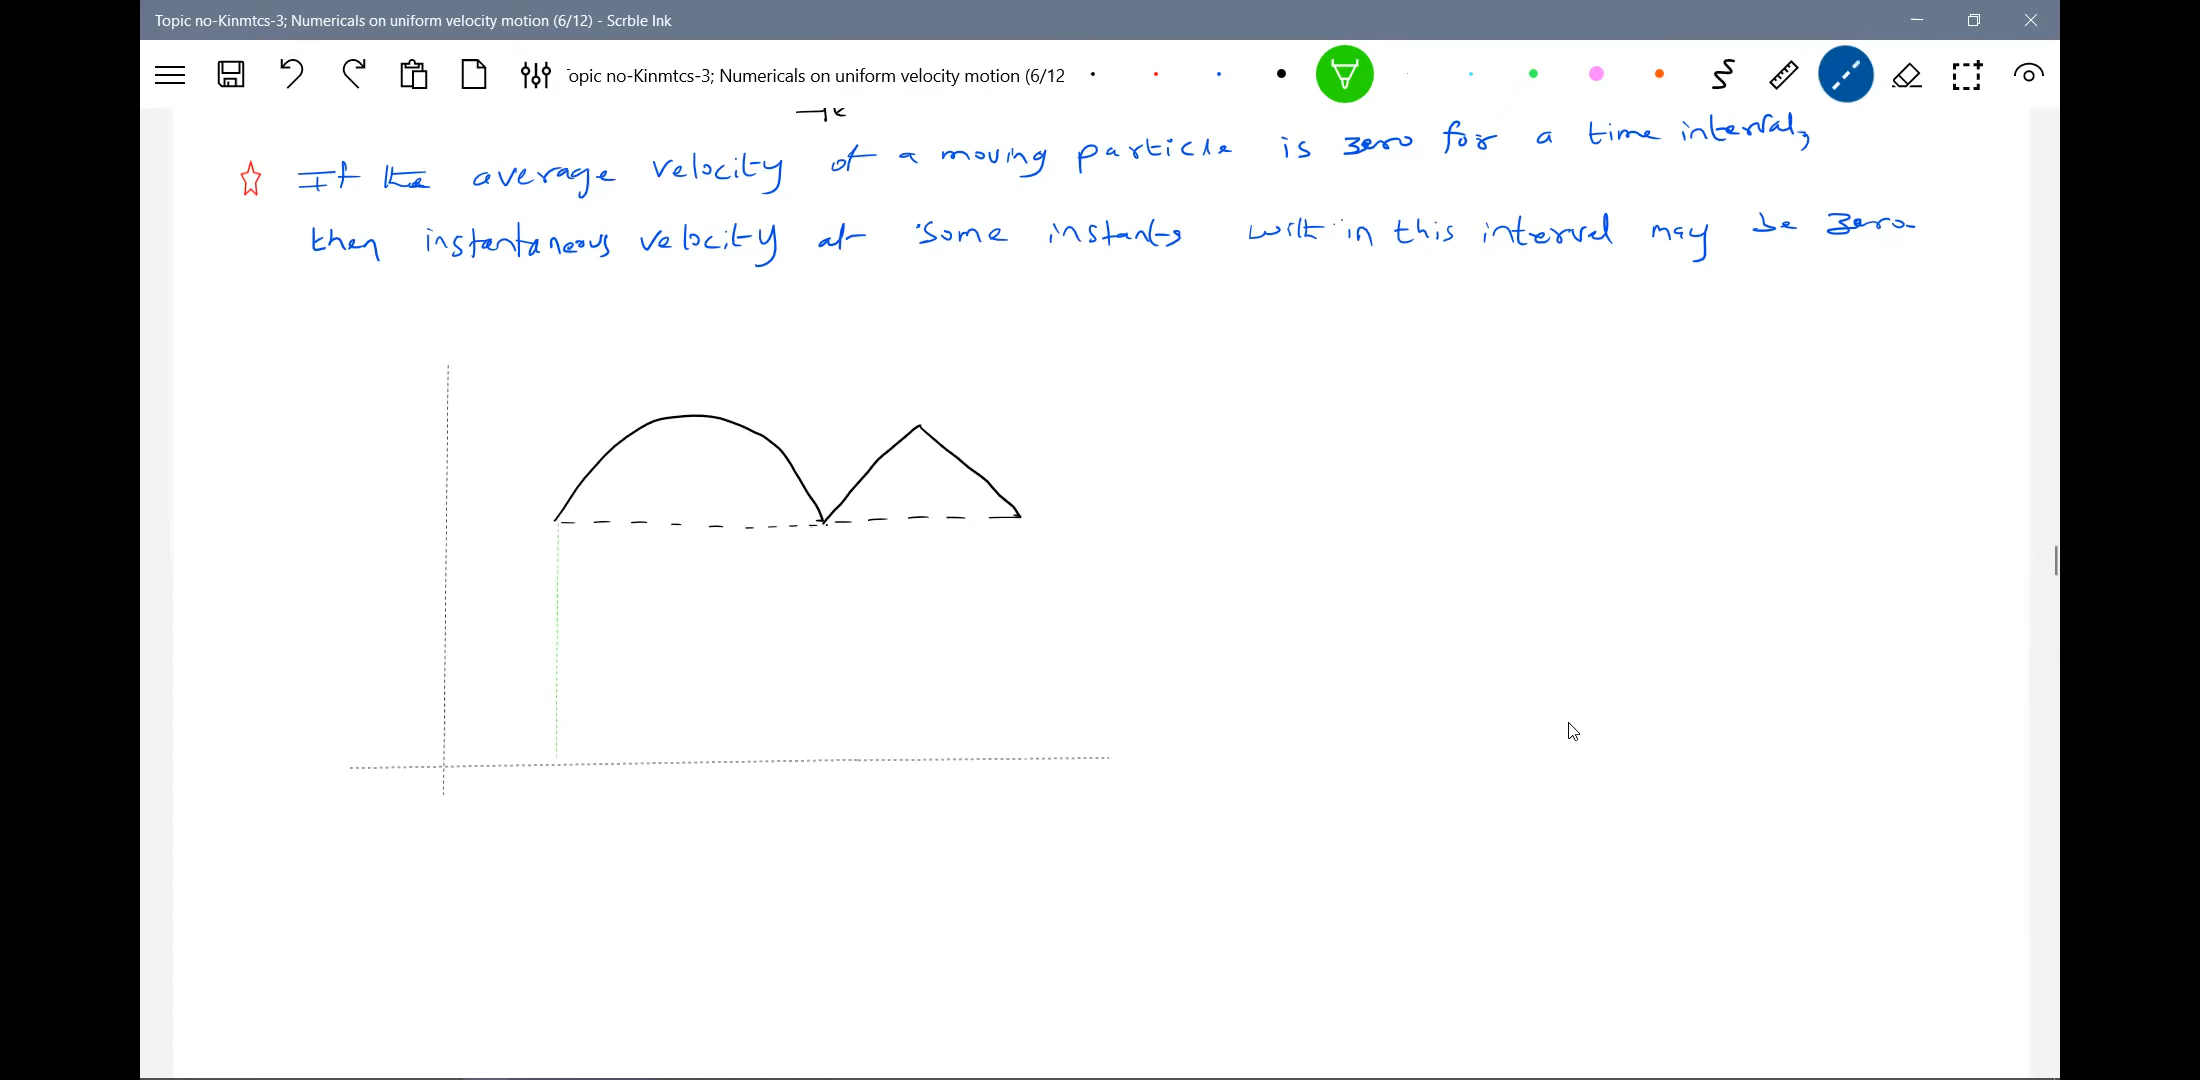 Topic no-Kinmtcs-3; Numericals on uniform velocity motion (6/12) - Scrble Ink
opic no-Kinmtcs-3; Numericals on uniform velocity motion (6/12
If the average velocity of a moving particle is zero for a time interval,
then instantaneous velocity at some instants with in this interval may be zero